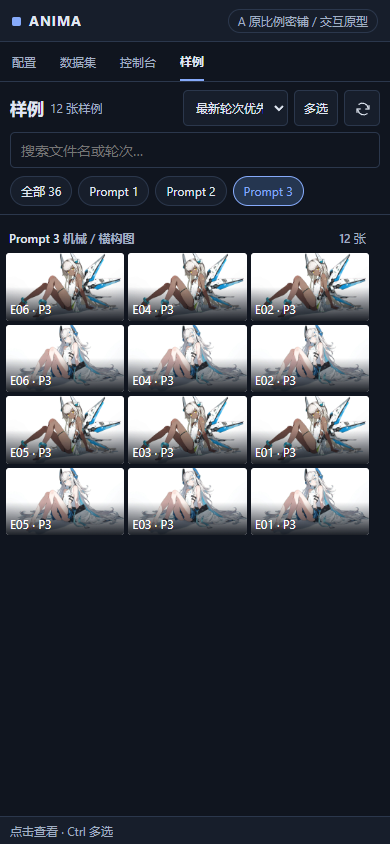 ANIMA
A 原比例密铺 / 交互原型
配置 数据集 控制台 样例
样例 12 张样例 最新轮次优先 多选
搜索文件名或轮次...
全部 36 Prompt 1 Prompt 2 Prompt 3
Prompt 3 机械 / 横构图 12 张
E06 · P3 E04 · P3 E02 · P3
E06 · P3 E04 · P3 E02 · P3
E05 · P3 E03 · P3 E01 · P3
E05 · P3 E03 · P3 E01 · P3
点击查看 · Ctrl 多选